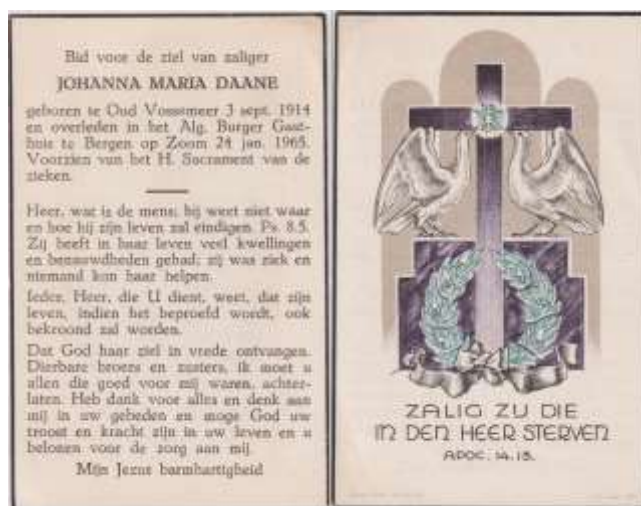 Bid voor de ziel van zaliger
JOHANNA MARIA DAANE
geboren te Oud Vossemeer 3 sept. 1914
en overleden in het Alg. Burger Gast-
huis te Bergen op Zoom 24 jan. 1965.
Voorzien van het H. Sacrament van de
zieken.
Heer, wat is de mens; hij weet niet waar
en hoe hij zijn leven zal eindigen. Ps. 8.5.
Zij heeft in haar leven veel kwellingen
en benauwdheden gehad; zij was ziek en
niemand kon haar helpen.
Ieder, Heer, die U dient, weet, dat zijn
leven, indien het beproefd wordt, ook
bekroond zal worden.
Dat God haar ziel in vrede ontvangen.
Dierbare broers en zusters, ik moet u
allen die goed voor mij waren, achter-
laten. Heb dank voor alles en denk aan
mij in uw gebeden en moge God uw
troost en kracht zijn in uw leven en u
belonen voor de zorg aan mij.
Mijn Jezus barmhartigheid
ZALIG ZIJ DIE
IN DEN HEER STERVEN
APOC. 14.13.